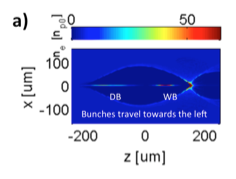 a)
0 50
n_e [n_p0]
100
0
-100
x [um]
DB WB
Bunches travel towards the left
-200 0 200
z [um]